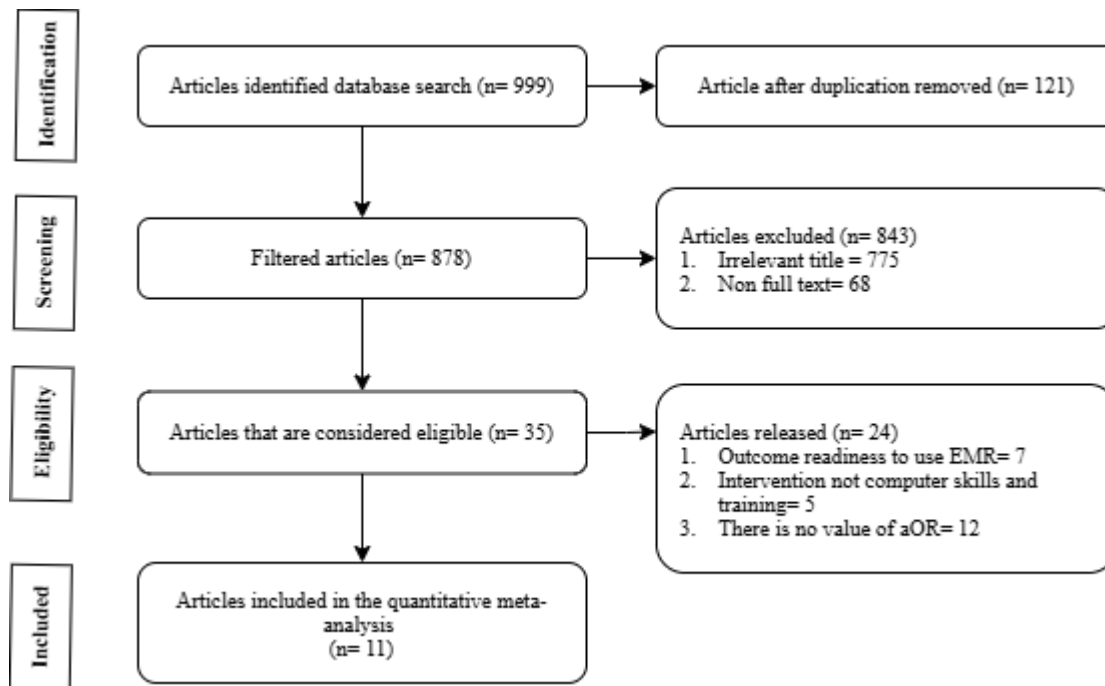 Identification
Articles identified database search (n= 999)
Article after duplication removed (n= 121)
Screening
Filtered articles (n= 878)
Articles excluded (n= 843)
1. Irrelevant title = 775
2. Non full text= 68
Eligibility
Articles that are considered eligible (n= 35)
Articles released (n= 24)
1. Outcome readiness to use EMR= 7
2. Intervention not computer skills and
training= 5
3. There is no value of aOR= 12
Included
Articles included in the quantitative meta-
analysis
(n= 11)